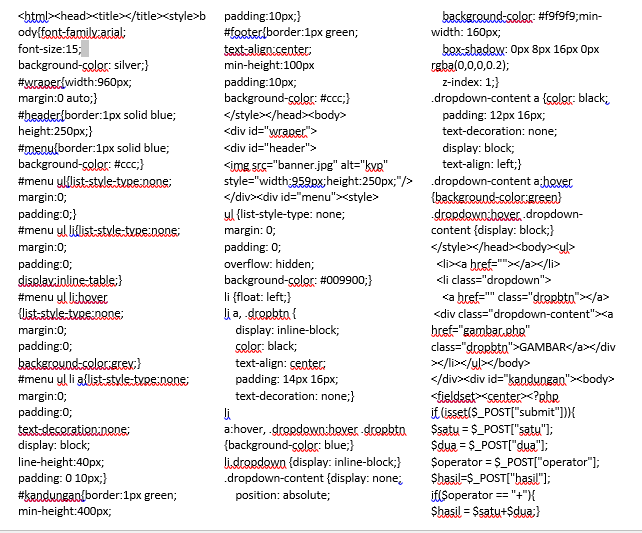 <html><head><title></title><style>b
ody{font-family:arial;
font-size:15;
background-color: silver;}
#wraper{width:960px;
margin:0 auto;}
#header{border:1px solid blue;
height:250px;}
#menu{border:1px solid blue;
background-color: #ccc;}
#menu ul{list-style-type:none;
margin:0;
padding:0;}
#menu ul li{list-style-type:none;
margin:0;
padding:0;
display:inline-table;}
#menu ul li:hover
{list-style-type:none;
margin:0;
padding:0;
background-color:grey;}
#menu ul li a{list-style-type:none;
margin:0;
padding:0;
text-decoration:none;
display: block;
line-height:40px;
padding: 0 10px;}
#kandungan{border:1px green;
min-height:400px;
padding:10px;}
#footer{border:1px green;
text-align:center;
min-height:100px
padding:10px;
background-color: #ccc;}
</style></head><body>
<div id="wraper">
<div id="header">
<img src="banner.jpg" alt="kvp"
style="width:959px;height:250px;"/>
</div><div id="menu"><style>
ul {list-style-type: none;
margin: 0;
padding: 0;
overflow: hidden;
background-color: #009900;}
li {float: left;}
li a, .dropbtn {
display: inline-block;
color: black;
text-align: center;
padding: 14px 16px;
text-decoration: none;}
li
a:hover, .dropdown:hover .dropbtn
{background-color: blue;}
li.dropdown {display: inline-block;}
.dropdown-content {display: none;
position: absolute;
background-color: #f9f9f9;min-
width: 160px;
box-shadow: 0px 8px 16px 0px
rgba(0,0,0,0.2);
z-index: 1;}
.dropdown-content a {color: black;
padding: 12px 16px;
text-decoration: none;
display: block;
text-align: left;}
.dropdown-content a:hover
{background-color:green}
.dropdown:hover .dropdown-
content {display: block;}
</style></head><body><ul>
<li><a href=""></a></li>
<li class="dropdown">
<a href="" class="dropbtn"></a>
<div class="dropdown-content"><a
href="gambar.php"
class="dropbtn">GAMBAR</a></div
></li></ul></body>
</div><div id="kandungan"><body>
<fieldset><center><?php
if (isset($_POST["submit"])){
$satu = $_POST["satu"];
$dua = $_POST["dua"];
$operator = $_POST["operator"];
$hasil=$_POST["hasil"];
if($operator == "+"){
$hasil = $satu+$dua;}